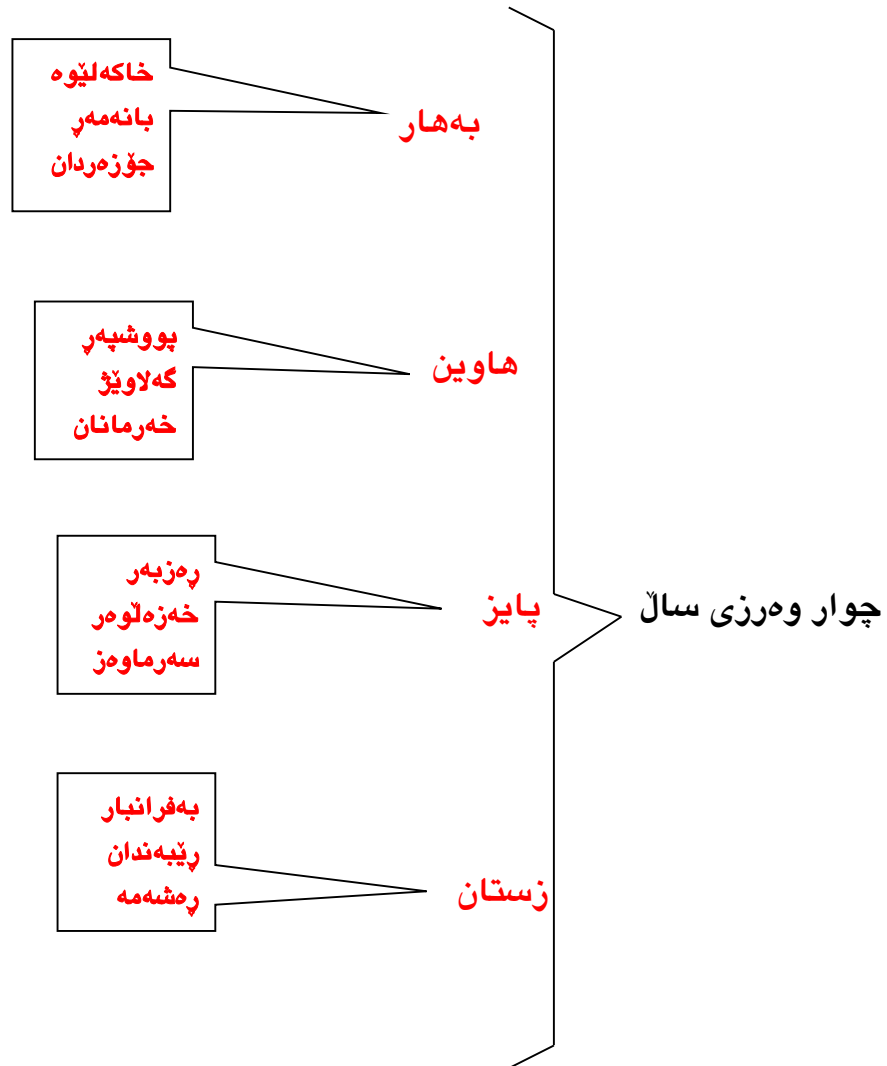 چوار وەرزی ساڵ
بەهار
خاکەلێوە
بانەمەڕ
جۆزەردان
هاوین
پووشپەڕ
گەلاوێژ
خەرمانان
پایز
ڕەزبەر
خەزەڵوەر
سەرماوەز
زستان
بەفرانبار
ڕێبەندان
ڕەشەمە